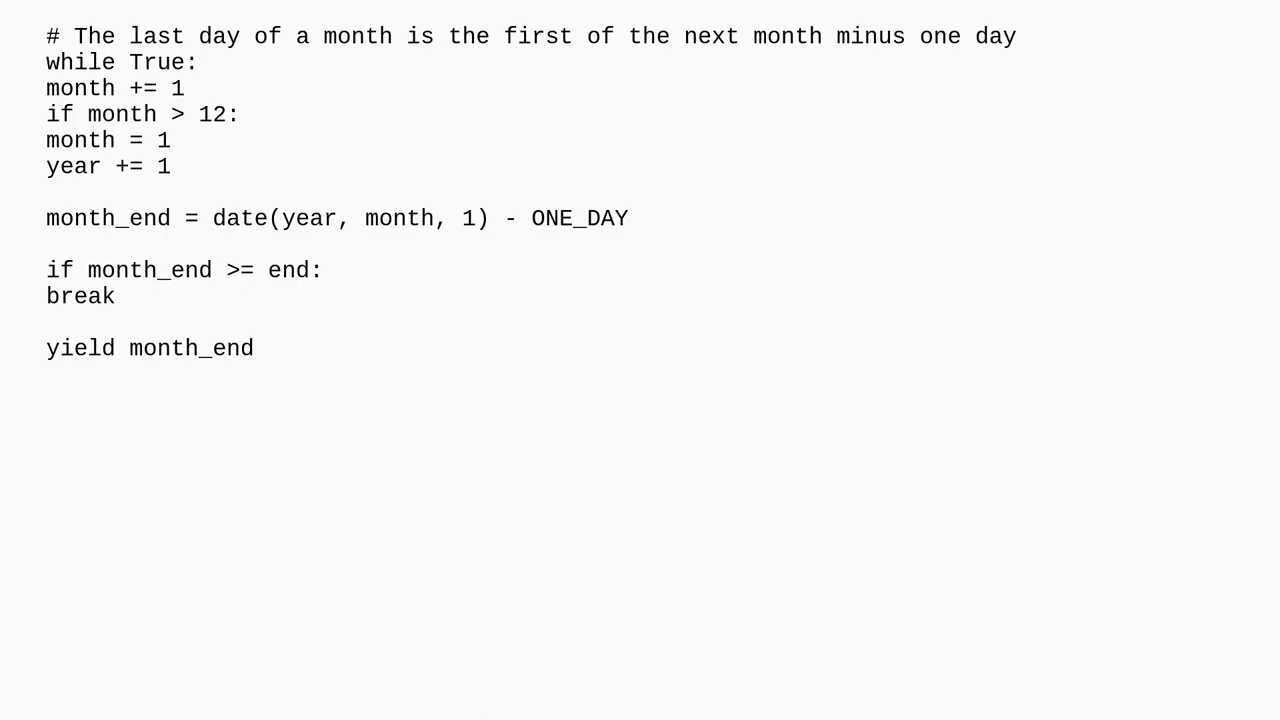 # The last day of a month is the first of the next month minus one day
while True:
month += 1
if month > 12:
month = 1
year += 1

month_end = date(year, month, 1) - ONE_DAY

if month_end >= end:
break

yield month_end